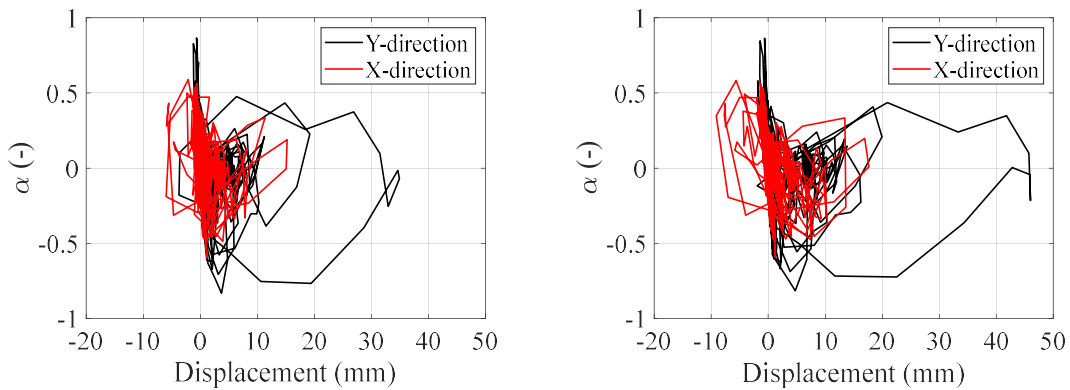 1
0.5
0
-0.5
-1
α (-)
-20 -10 0 10 20 30 40 50
Displacement (mm)
Y-direction
X-direction
1
0.5
0
-0.5
-1
α (-)
-20 -10 0 10 20 30 40 50
Displacement (mm)
Y-direction
X-direction